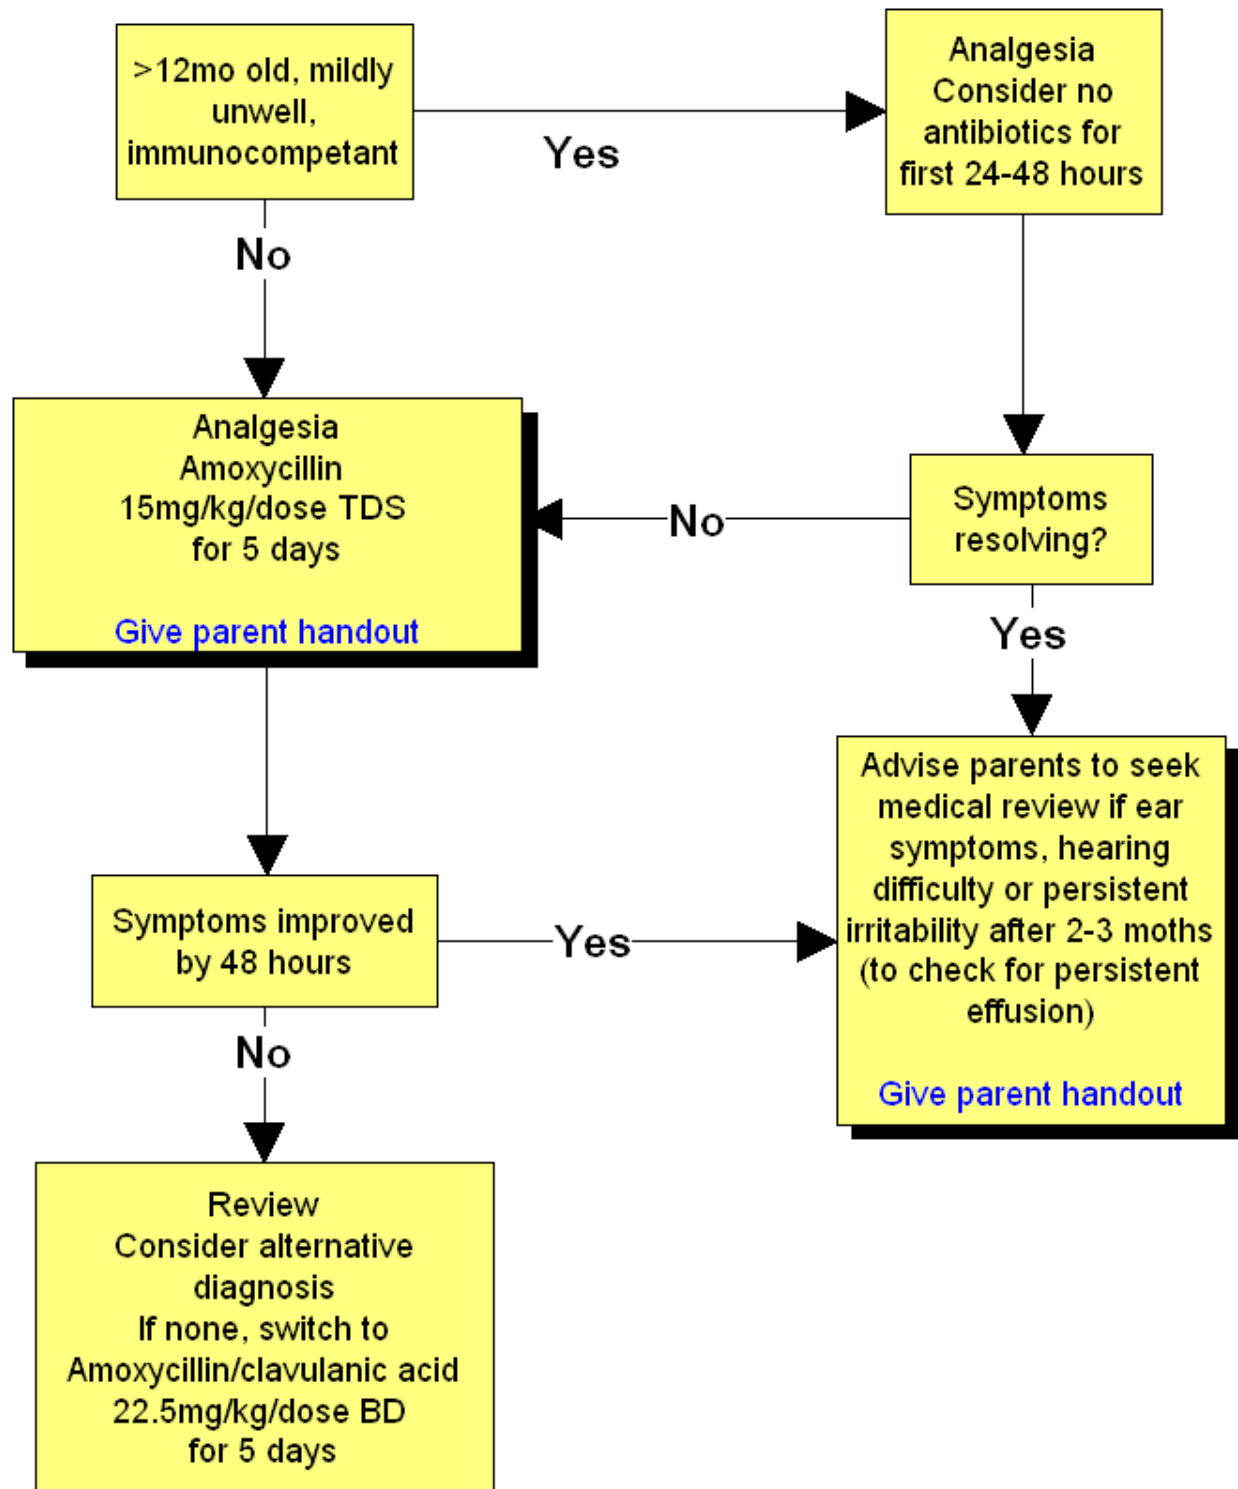 >12mo old, mildly
unwell,
immunocompetant
Yes
Analgesia
Consider no
antibiotics for
first 24-48 hours
No
Analgesia
Amoxycillin
15mg/kg/dose TDS
for 5 days
Give parent handout
No
Symptoms
resolving?
Yes
Symptoms improved
by 48 hours
Yes
Advise parents to seek
medical review if ear
symptoms, hearing
difficulty or persistent
irritability after 2-3 moths
(to check for persistent
effusion)
Give parent handout
No
Review
Consider alternative
diagnosis
If none, switch to
Amoxycillin/clavulanic acid
22.5mg/kg/dose BD
for 5 days